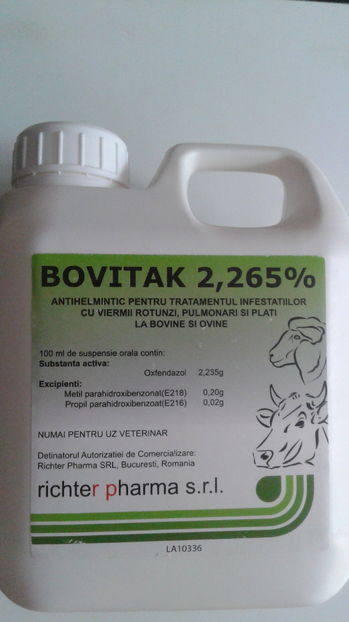 BOVITAK 2,265%
ANTIHELMINTIC PENTRU TRATAMENTUL INFESTATIILOR
CU VIERMII ROTUNZI, PULMONARI SI PLATI
LA BOVINE SI OVINE
100 ml de suspensie orala contin:
Substanta activa:
Oxfendazol 2,235g
Excipienti:
Metil parahidroxibenzonat(E218) 0,20g
Propil parahidroxibenzoat(E216) 0,02g
NUMAI PENTRU UZ VETERINAR
Detinatorul Autorizatiei de Comercializare:
Richter Pharma SRL, Bucuresti, Romania
richter pharma s.r.l.
LA10336